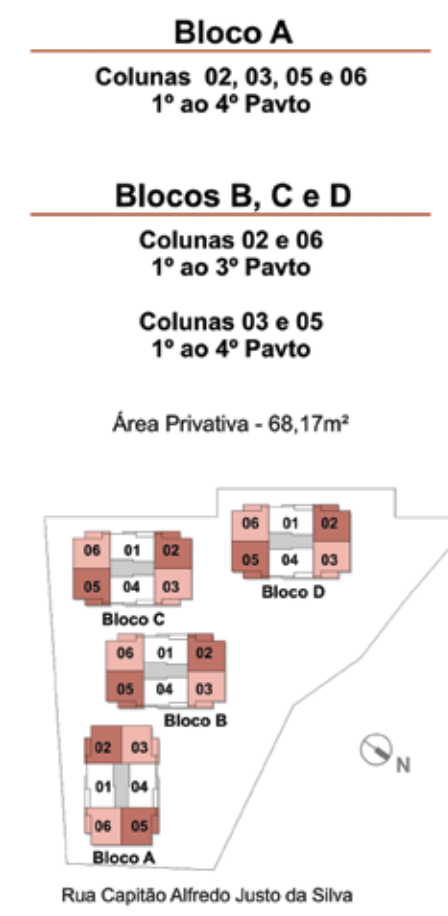 Bloco A
Colunas 02, 03, 05 e 06
1º ao 4º Pavto
Blocos B, C e D
Colunas 02 e 06
1º ao 3º Pavto
Colunas 03 e 05
1º ao 4º Pavto
Área Privativa - 68,17m²
06 01 02
05 04 03
Bloco D
06 01 02
05 04 03
Bloco C
06 01 02
05 04 03
Bloco B
02 03
01 04
06 05
Bloco A
N
Rua Capitão Alfredo Justo da Silva